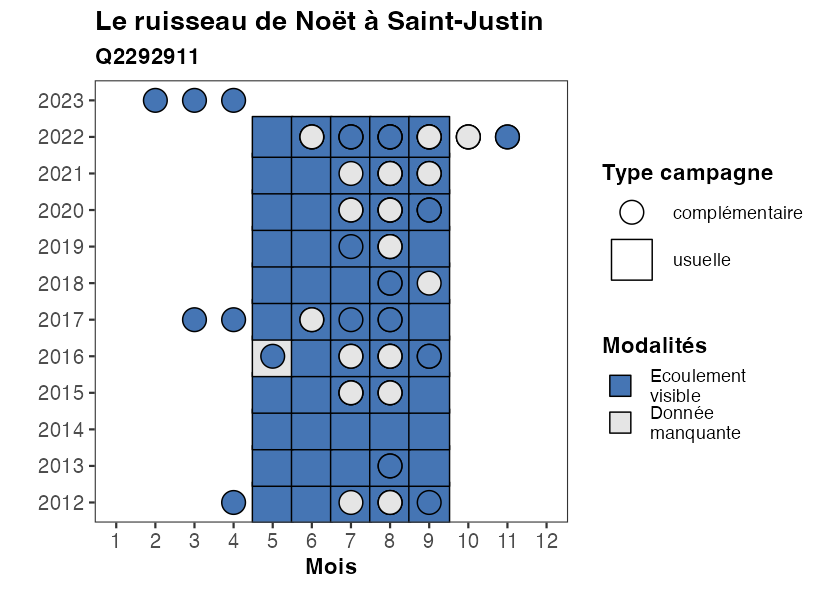 Le ruisseau de Noët à Saint-Justin
Q2292911
2023
2022
2021
2020
2019
2018
2017
2016
2015
2014
2013
2012
1 2 3 4 5 6 7 8 9 10 11 12
Mois
Type campagne
complémentaire
usuelle
Modalités
Ecoulement
visible
Donnée
manquante